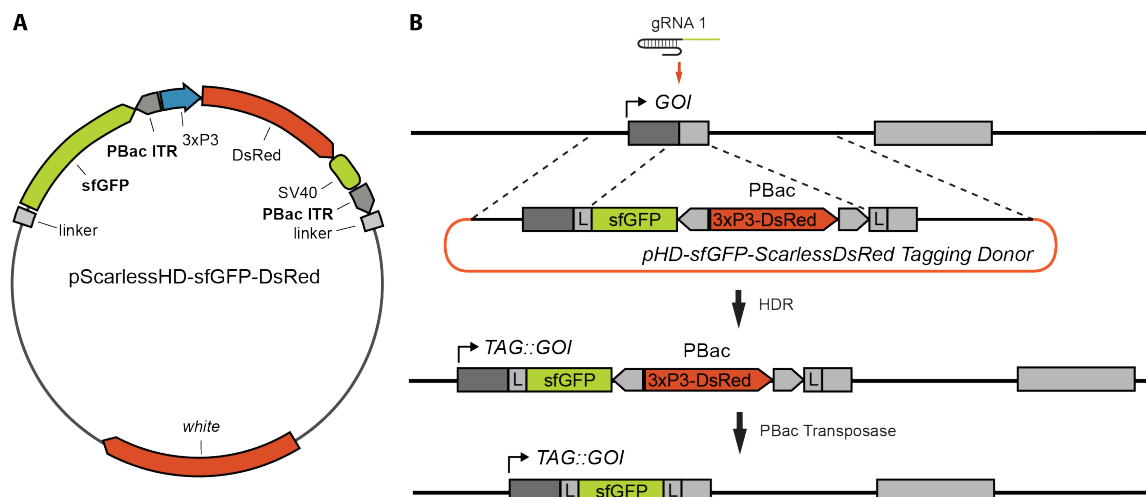 A
PBac ITR
3xP3
DsRed
sfGFP
SV40
PBac ITR
linker
linker
pScarlessHD-sfGFP-DsRed
white
B
gRNA 1
GOI
PBac
L
sfGFP
3xP3-DsRed
L
pHD-sfGFP-ScarlessDsRed Tagging Donor
HDR
TAG::GOI
PBac
L
sfGFP
3xP3-DsRed
L
PBac Transposase
TAG::GOI
L
sfGFP
L